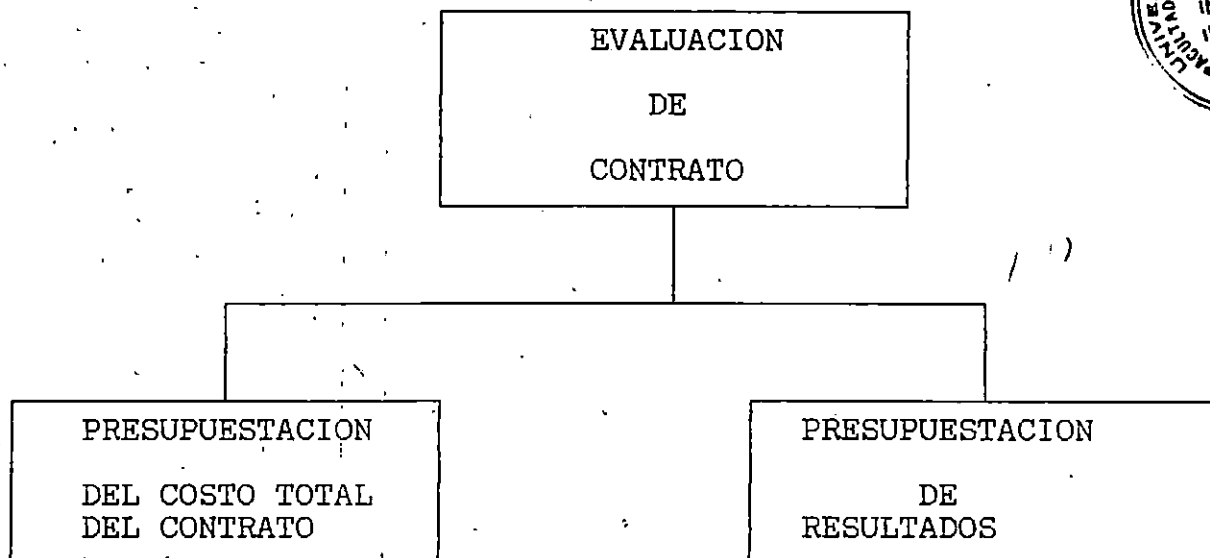 EVALUACION
DE
CONTRATO
PRESUPUESTACION
DEL COSTO TOTAL
DEL CONTRATO
PRESUPUESTACION
DE
RESULTADOS